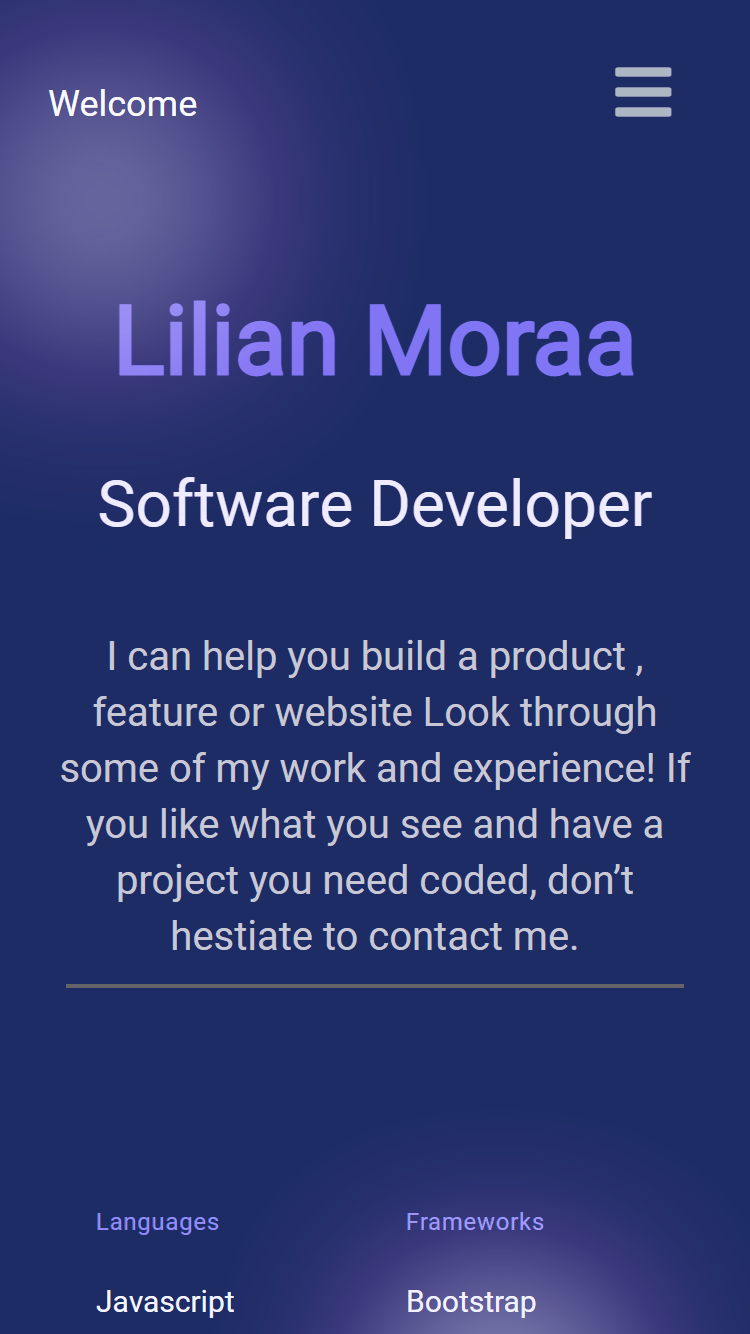 Welcome
Lilian Moraa
Software Developer
I can help you build a product ,
feature or website Look through
some of my work and experience! If
you like what you see and have a
project you need coded, don’t
hestiate to contact me.
Languages
Frameworks
Javascript
Bootstrap